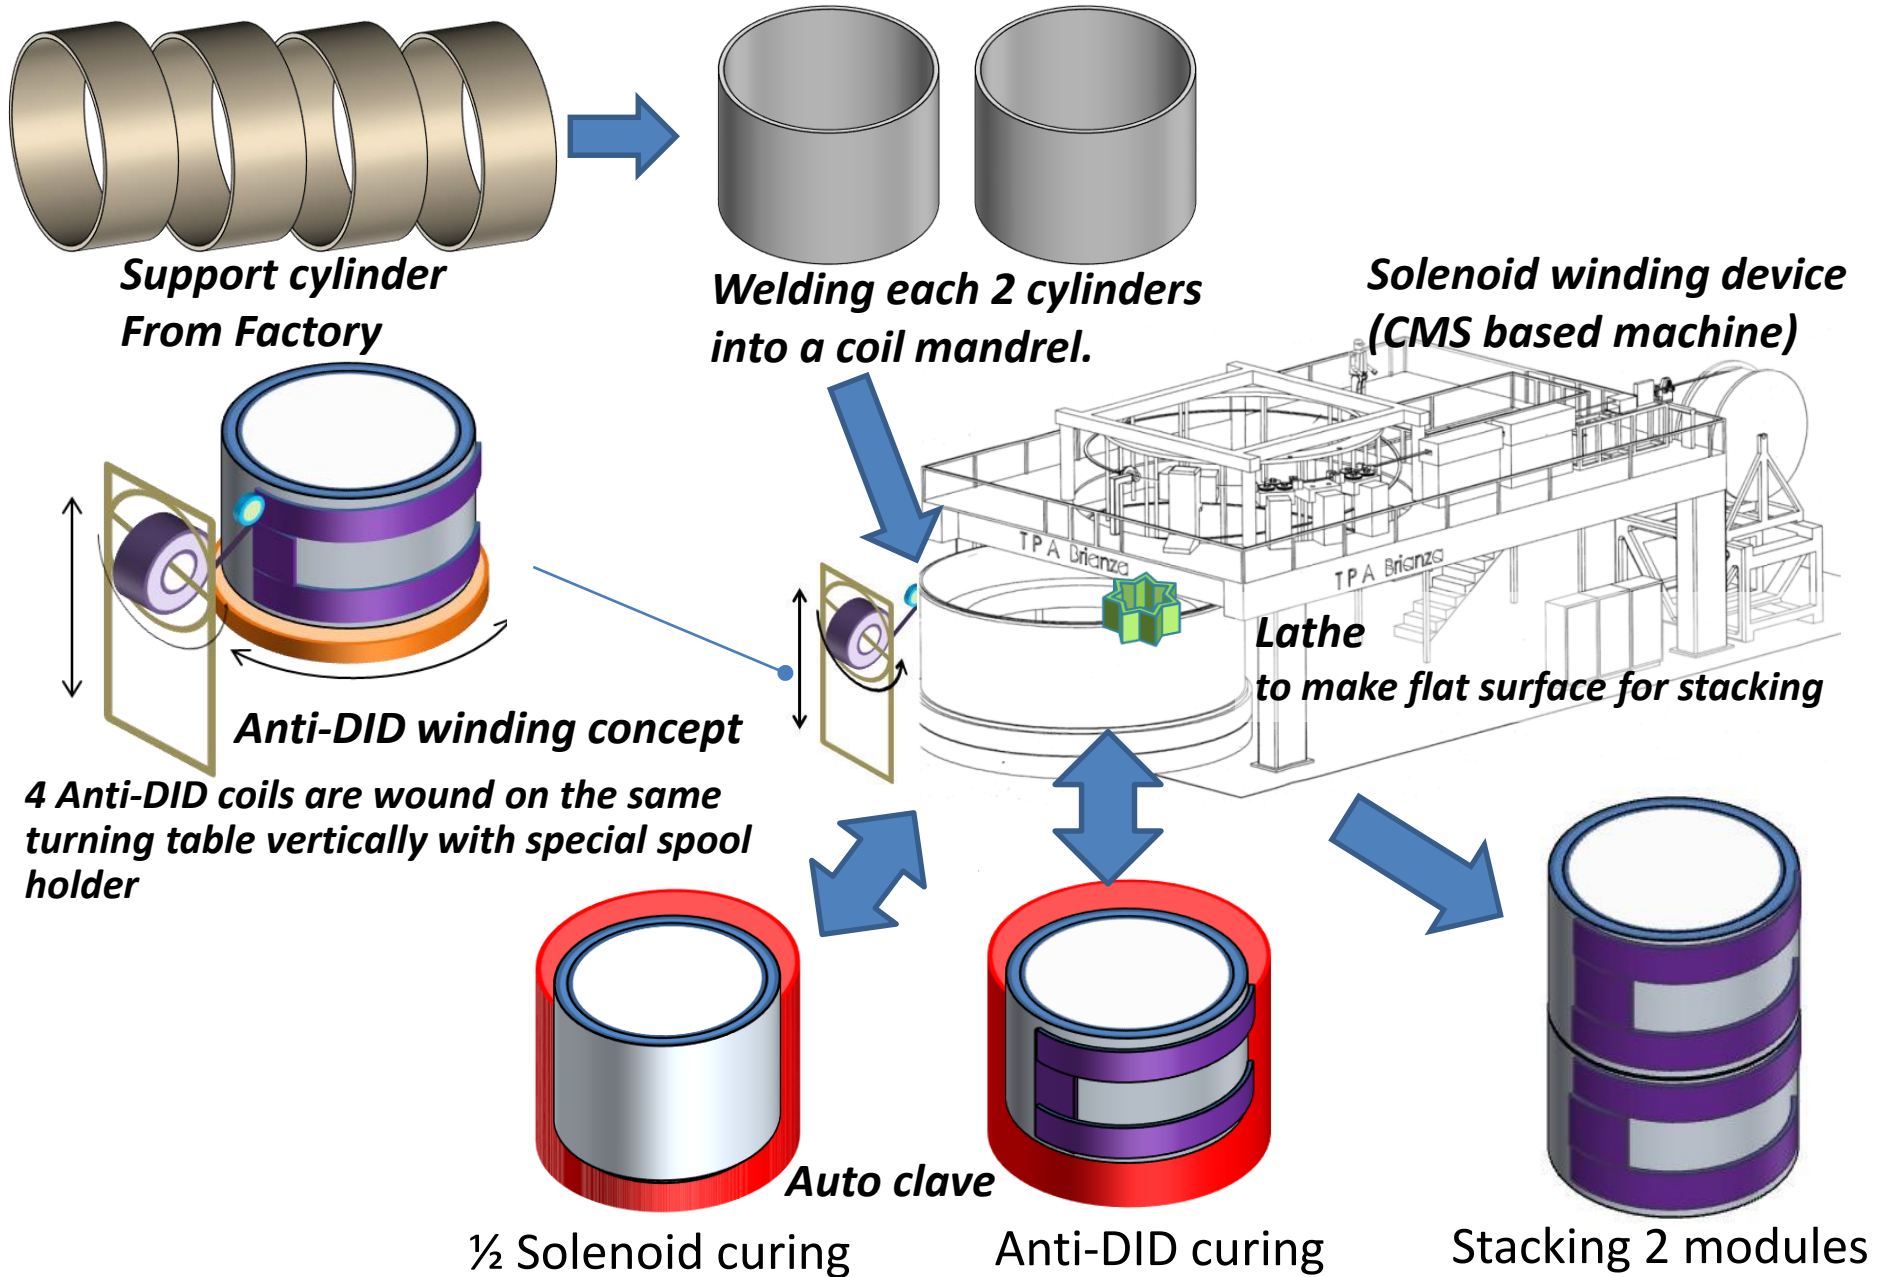 Support cylinder
From Factory
Welding each 2 cylinders
into a coil mandrel.
Solenoid winding device
(CMS based machine)
TPA Brianza
TPA Brianza
Lathe
to make flat surface for stacking
Anti-DID winding concept
4 Anti-DID coils are wound on the same
turning table vertically with special spool
holder
Auto clave
½ Solenoid curing
Anti-DID curing
Stacking 2 modules